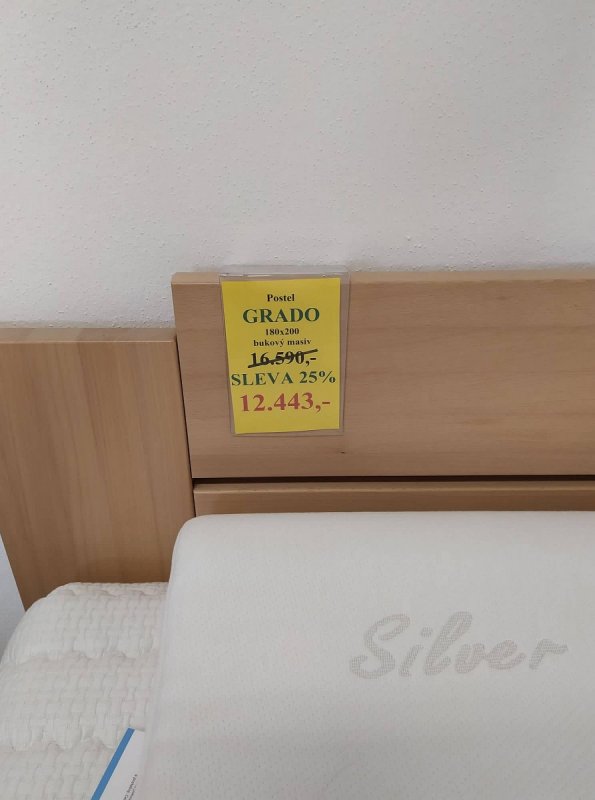 Postel
GRADO
180x200
bukový masiv
16.590,-
SLEVA 25%
12.443,-
Silver